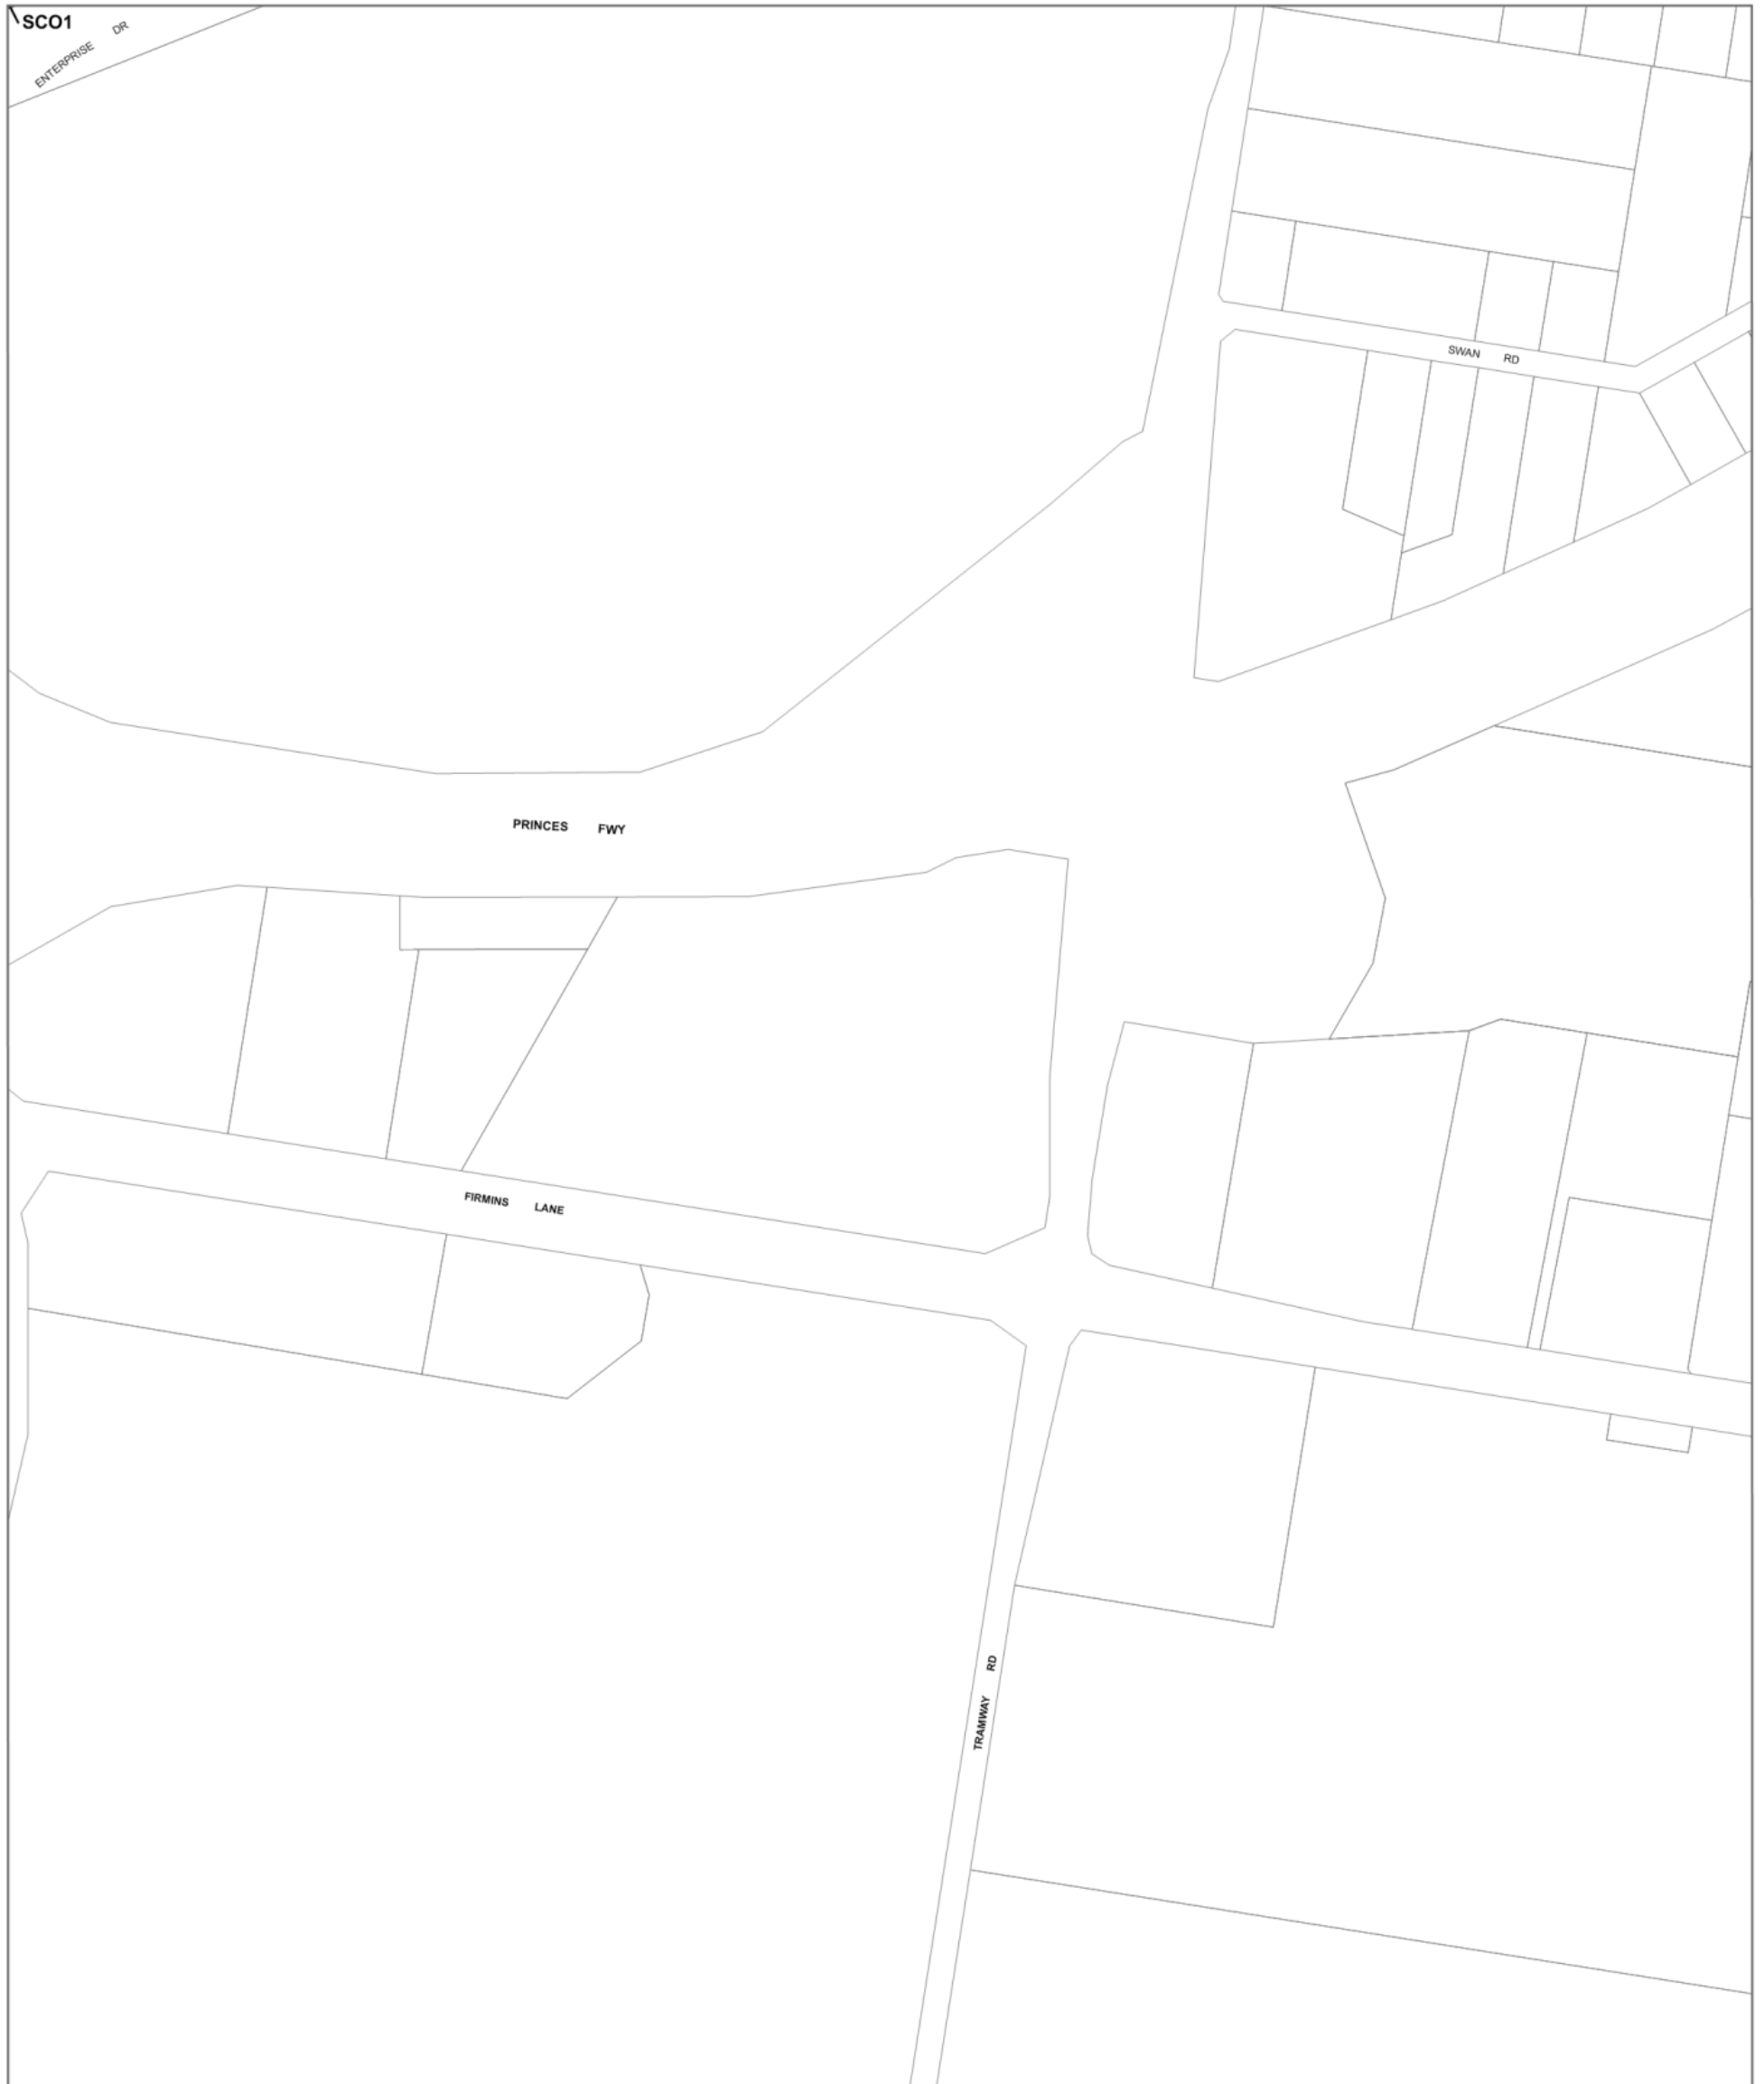 SCO1
ENTERPRISE DR
SWAN RD
PRINCES FWY
FIRMINS LANE
TRAMWAY RD